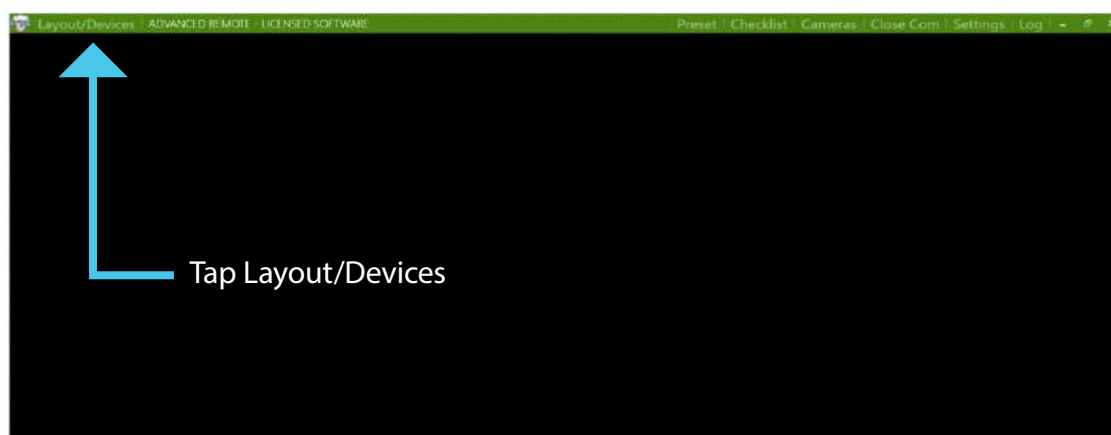 Layout/Devices | ADVANCED REMOTE - LICENSED SOFTWARE Preset | Checklist | Cameras | Close Com | Settings | Log |
Tap Layout/Devices